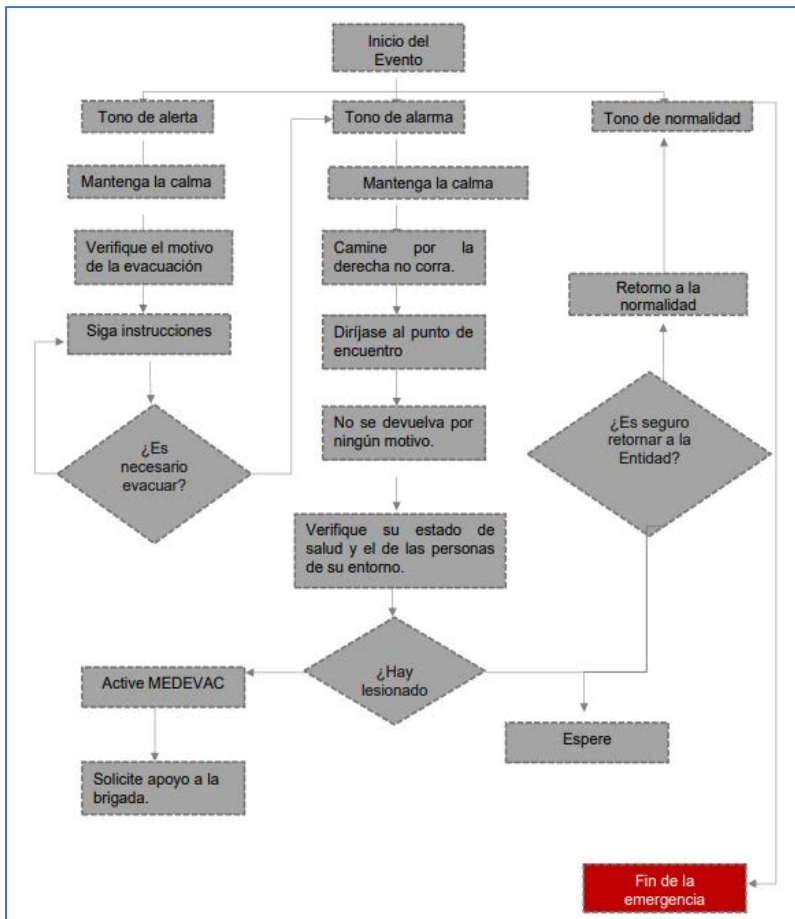 Inicio del
Evento
Tono de alerta
Tono de alarma
Tono de normalidad
Mantenga la calma
Mantenga la calma
Verifique el motivo
de la evacuación
Camine por la
derecha no corra.
Retorno a la
normalidad
Siga instrucciones
Diríjase al punto de
encuentro
¿Es
necesario
evacuar?
No se devuelva por
ningún motivo.
¿Es seguro
retornar a la
Entidad?
Verifique su estado de
salud y el de las personas
de su entorno.
¿Hay
lesionado
Active MEDEVAC
Espere
Solicite apoyo a la
brigada.
Fin de la
emergencia